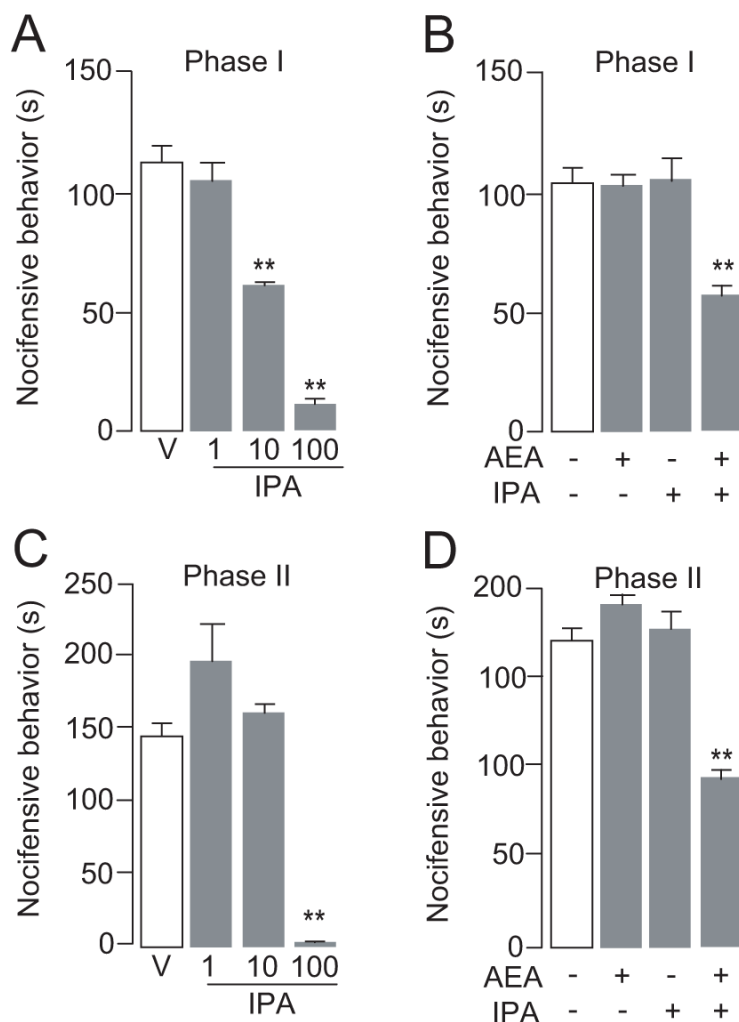 A
Phase I
Nocifensive behavior (s)
150
100
50
0
V 1 10 100
** **
IPA
B
Phase I
Nocifensive behavior (s)
150
100
50
0
**
AEA - + - +
IPA - - + +
C
Phase II
Nocifensive behavior (s)
250
200
150
100
50
0
**
V 1 10 100
IPA
D
Phase II
Nocifensive behavior (s)
200
100
100
50
0
**
AEA - + - +
IPA - - + +